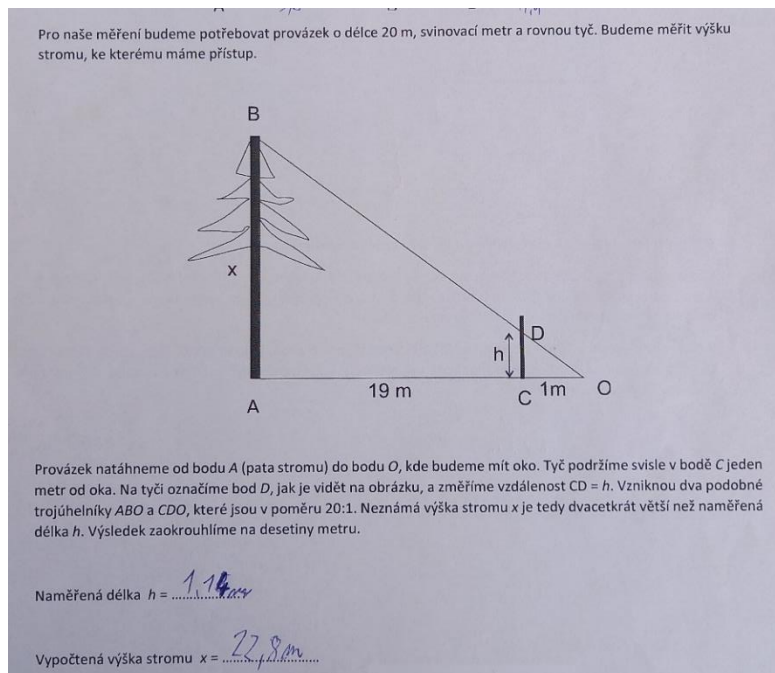 Pro naše měření budeme potřebovat provázek o délce 20 m, svinovací metr a rovnou tyč. Budeme měřit výšku
stromu, ke kterému máme přístup.
B
x
D
h
19 m
1m
O
C
A
Provázek natáhneme od bodu A (pata stromu) do bodu O, kde budeme mít oko. Tyč podržíme svisle v bodě C jeden
metr od oka. Na tyči označíme bod D, jak je vidět na obrázku, a změříme vzdálenost CD = h. Vzniknou dva podobné
trojúhelníky ABO a CDO, které jsou v poměru 20:1. Neznámá výška stromu x je tedy dvacetkrát větší než naměřená
délka h. Výsledek zaokrouhlíme na desetiny metru.
Naměřená délka h = 1,14
Vypočtená výška stromu x = 22,8m